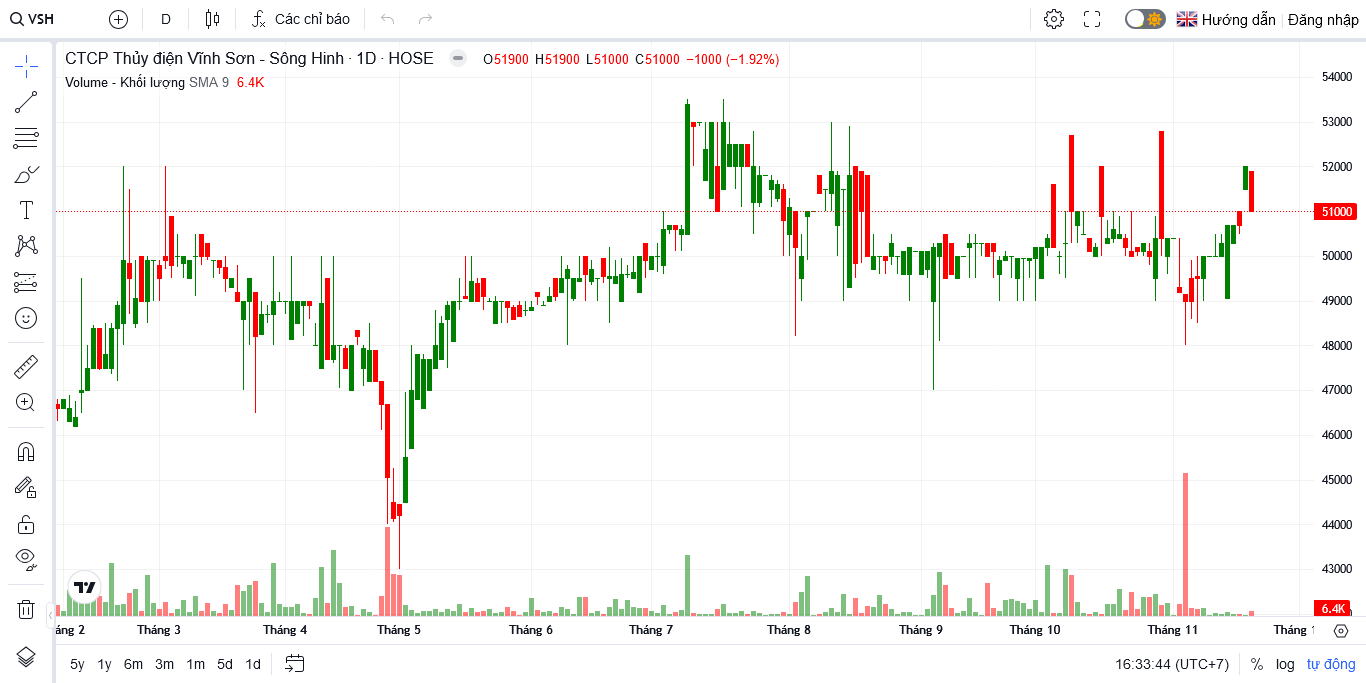 VSH
D
Các chỉ báo
Hướng dẫn
Đăng nhập
CTCP Thủy điện Vĩnh Sơn - Sông Hinh · 1D · HOSE
O51900 H51900 L51000 C51000 −1000 (−1.92%)
Volume - Khối lượng SMA 9 6.4K
54000
53000
52000
51000
50000
49000
48000
47000
46000
45000
44000
43000
6.4K
áng 2
Tháng 3
Tháng 4
Tháng 5
Tháng 6
Tháng 7
Tháng 8
Tháng 9
Tháng 10
Tháng 11
Tháng 1
5y 1y 6m 3m 1m 5d 1d
16:33:44 (UTC+7)
% log tự động